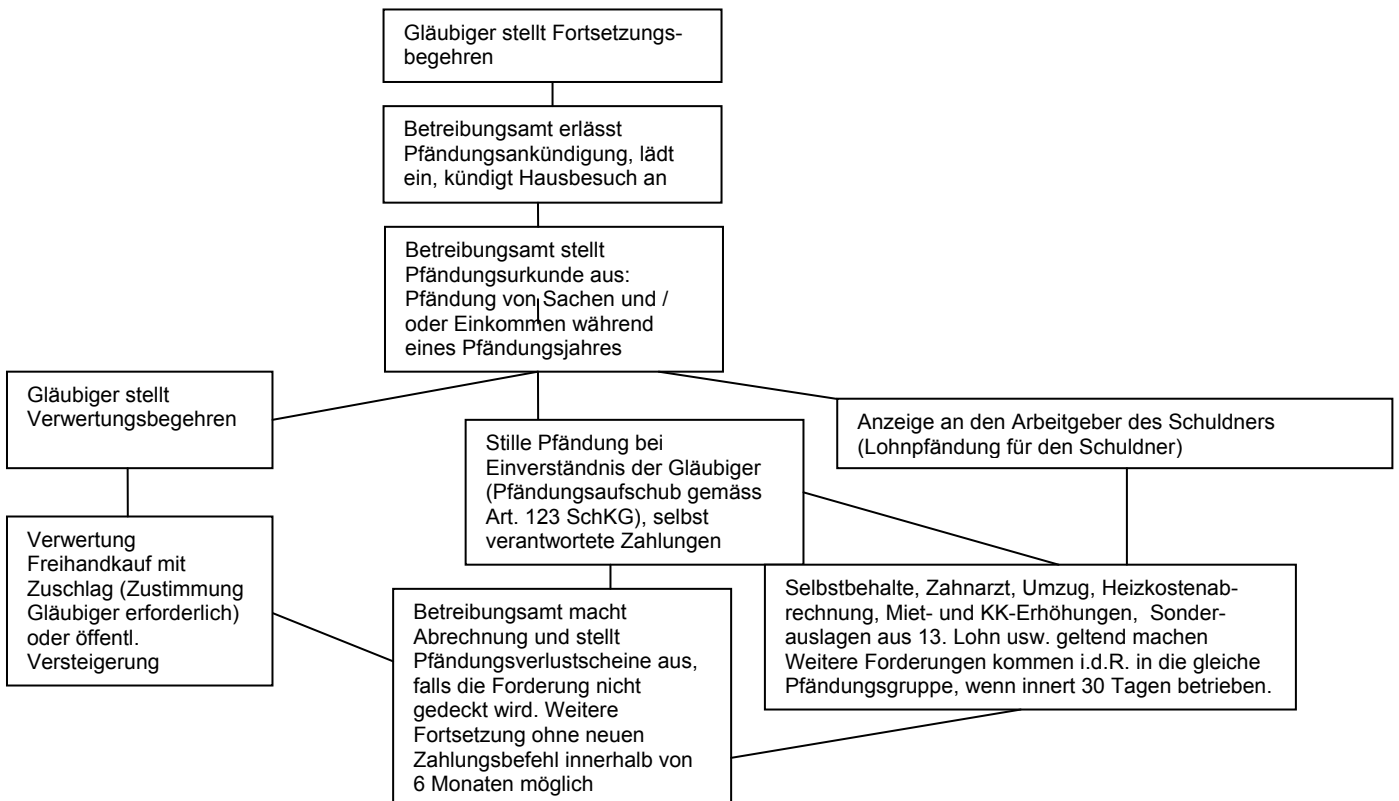 Gläubiger stellt Fortsetzungs-
begehren
Betreibungsamt erlässt
Pfändungsankündigung, lädt
ein, kündigt Hausbesuch an
Betreibungsamt stellt
Pfändungsurkunde aus:
Pfändung von Sachen und /
oder Einkommen während
eines Pfändungsjahres
Gläubiger stellt
Verwertungsbegehren
Stille Pfändung bei
Einverständnis der Gläubiger
(Pfändungsaufschub gemäss
Art. 123 SchKG), selbst
verantwortete Zahlungen
Anzeige an den Arbeitgeber des Schuldners
(Lohnpfändung für den Schuldner)
Verwertung
Freihandkauf mit
Zuschlag (Zustimmung
Gläubiger erforderlich)
oder öffentl.
Versteigerung
Betreibungsamt macht
Abrechnung und stellt
Pfändungsverlustscheine aus,
falls die Forderung nicht
gedeckt wird. Weitere
Fortsetzung ohne neuen
Zahlungsbefehl innerhalb von
6 Monaten möglich
Selbstbehalte, Zahnarzt, Umzug, Heizkostenab-
rechnung, Miet- und KK-Erhöhungen, Sonder-
auslagen aus 13. Lohn usw. geltend machen
Weitere Forderungen kommen i.d.R. in die gleiche
Pfändungsgruppe, wenn innert 30 Tagen betrieben.